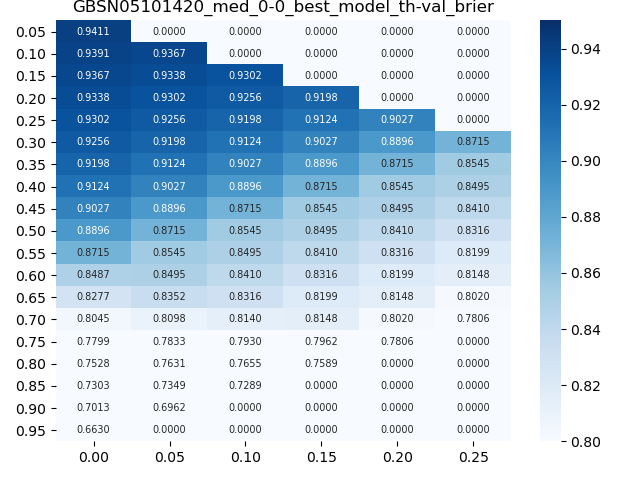 GBSN05101420_med_0-0_best_model_th-val_brier
0.05 0.9411 0.0000 0.0000 0.0000 0.0000 0.0000
0.10 0.9391 0.9367 0.0000 0.0000 0.0000 0.0000
0.15 0.9367 0.9338 0.9302 0.0000 0.0000 0.0000
0.20 0.9338 0.9302 0.9256 0.9198 0.0000 0.0000
0.25 0.9302 0.9256 0.9198 0.9124 0.9027 0.0000
0.30 0.9256 0.9198 0.9124 0.9027 0.8896 0.8715
0.35 0.9198 0.9124 0.9027 0.8896 0.8715 0.8545
0.40 0.9124 0.9027 0.8896 0.8715 0.8545 0.8495
0.45 0.9027 0.8896 0.8715 0.8545 0.8495 0.8410
0.50 0.8896 0.8715 0.8545 0.8495 0.8410 0.8316
0.55 0.8715 0.8545 0.8495 0.8410 0.8316 0.8199
0.60 0.8487 0.8495 0.8410 0.8316 0.8199 0.8148
0.65 0.8277 0.8352 0.8316 0.8199 0.8148 0.8020
0.70 0.8045 0.8098 0.8140 0.8148 0.8020 0.7806
0.75 0.7799 0.7833 0.7930 0.7962 0.7806 0.0000
0.80 0.7528 0.7631 0.7655 0.7589 0.0000 0.0000
0.85 0.7303 0.7349 0.7289 0.0000 0.0000 0.0000
0.90 0.7013 0.6962 0.0000 0.0000 0.0000 0.0000
0.95 0.6630 0.0000 0.0000 0.0000 0.0000 0.0000
0.00 0.05 0.10 0.15 0.20 0.25
0.94
0.92
0.90
0.88
0.86
0.84
0.82
0.80